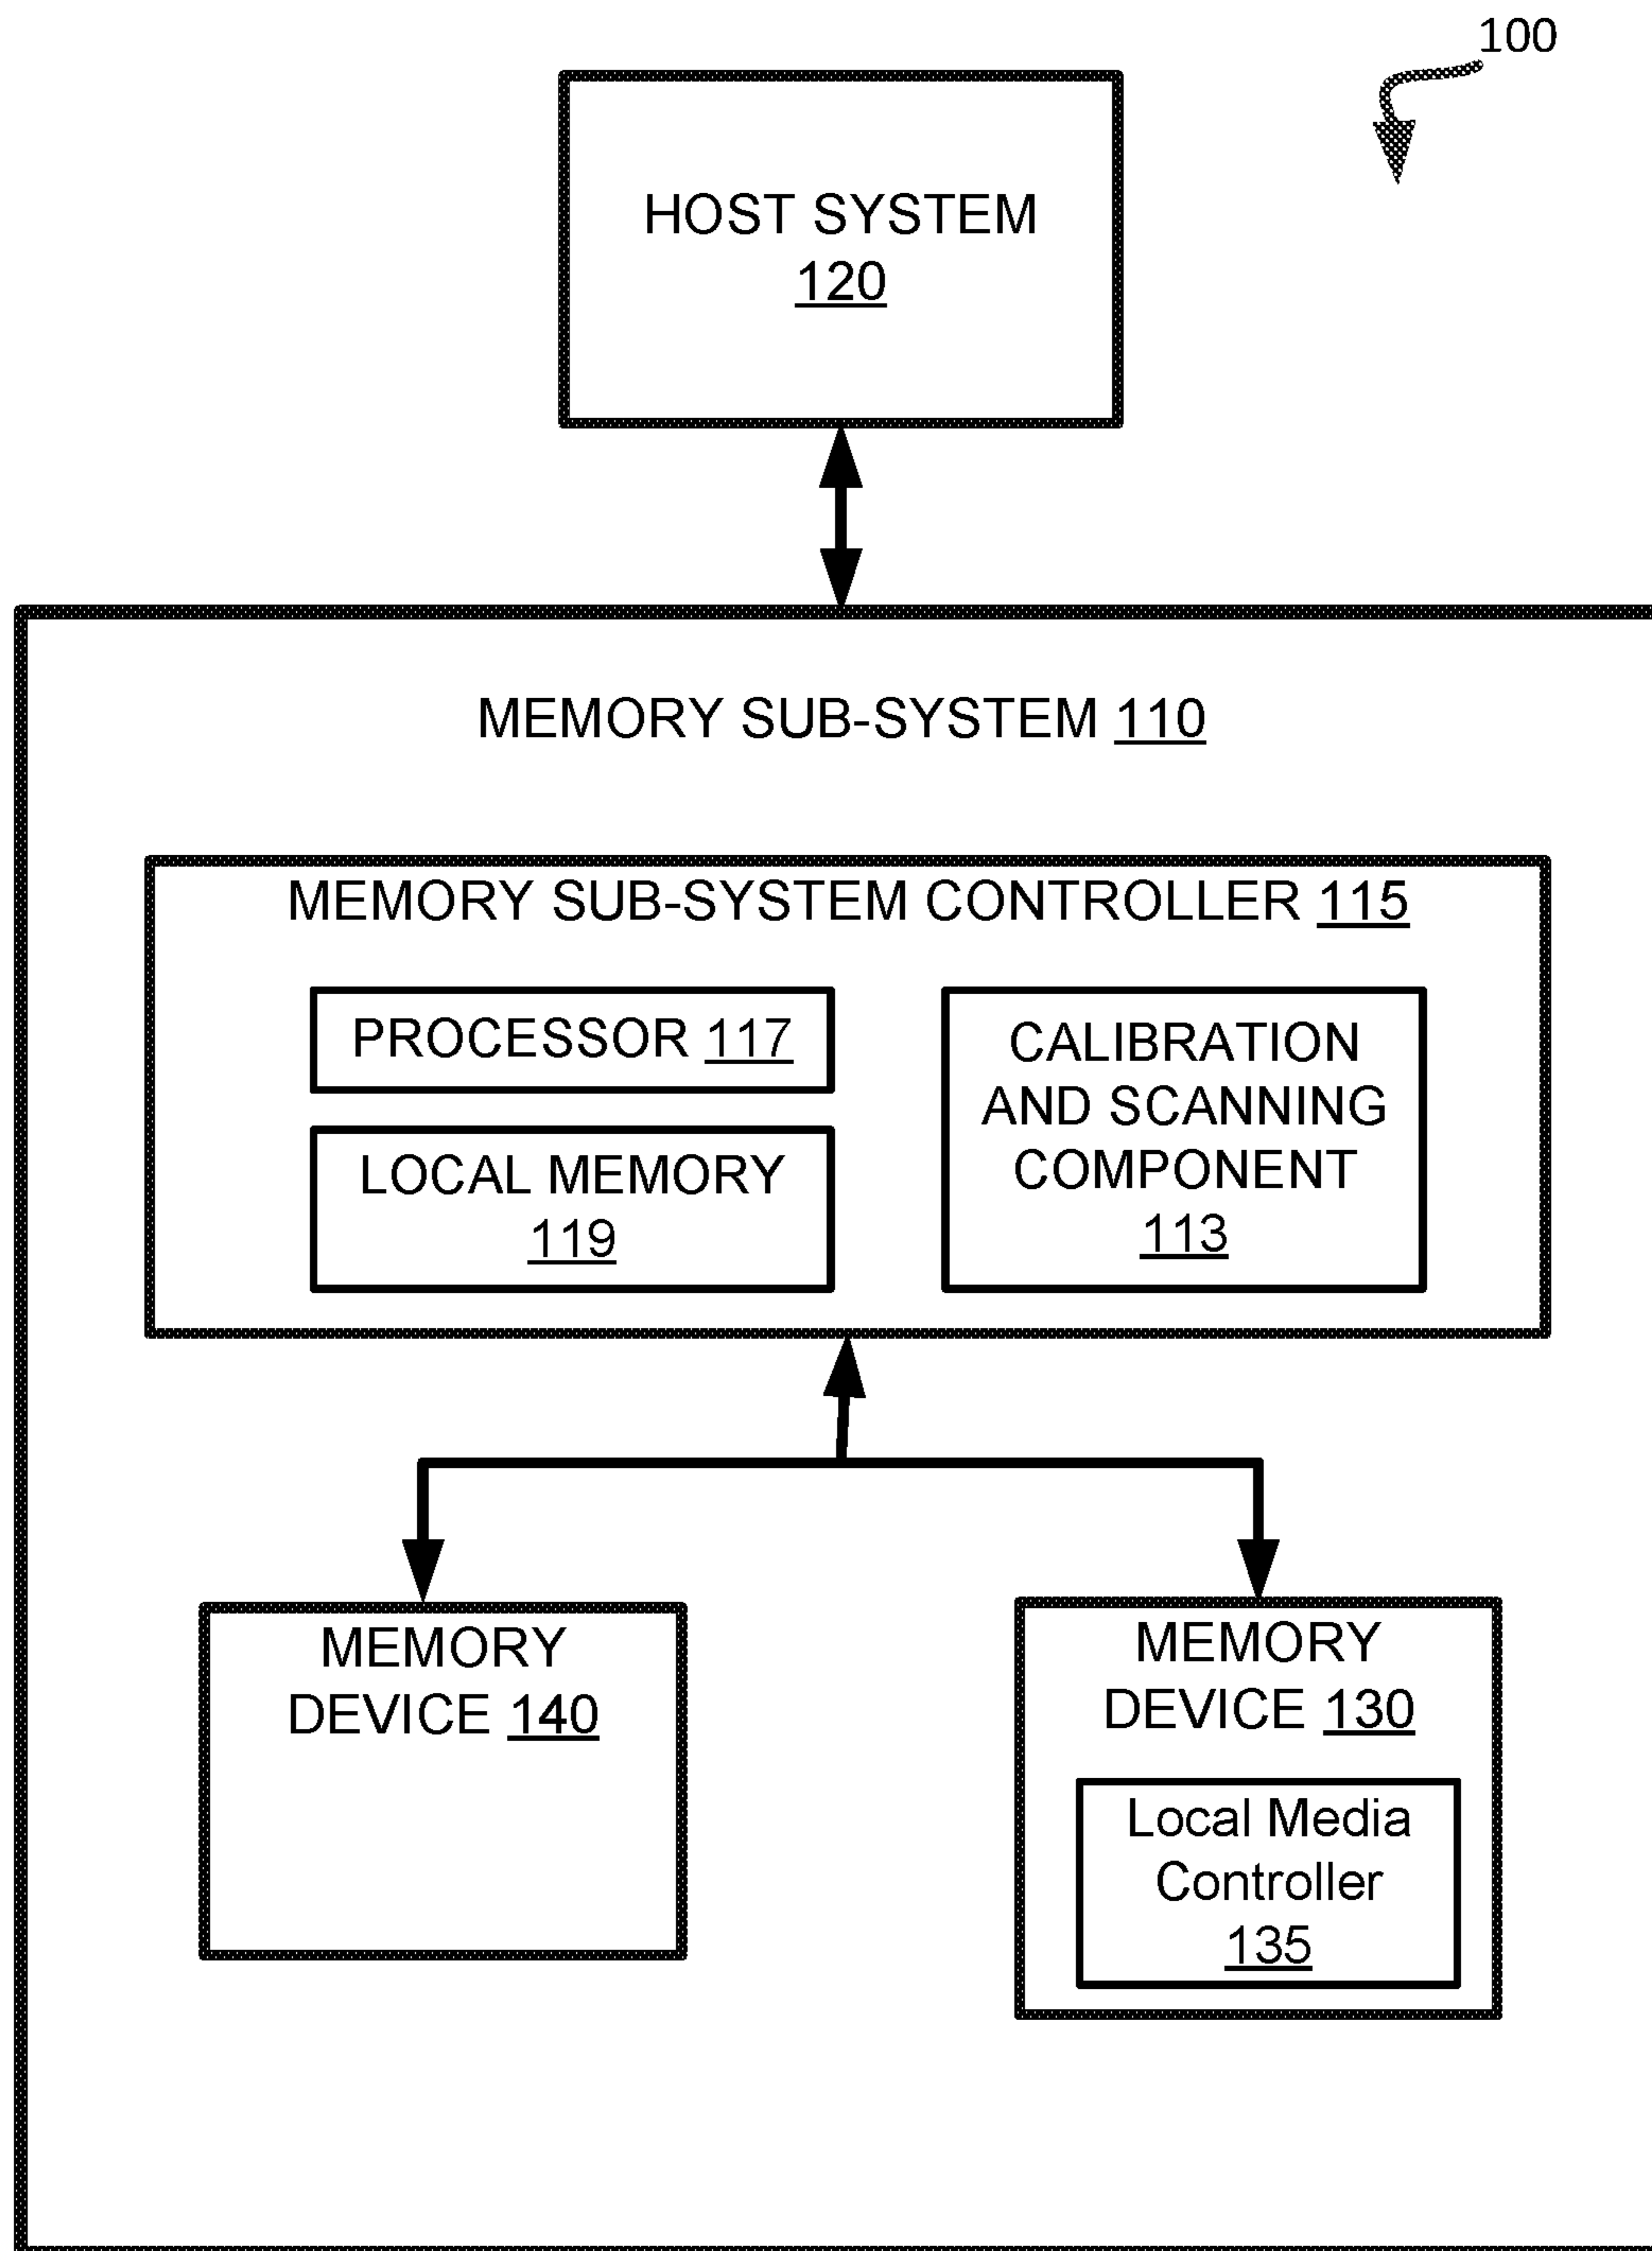 100
HOST SYSTEM
120
MEMORY SUB-SYSTEM 110
MEMORY SUB-SYSTEM CONTROLLER 115
PROCESSOR 117
LOCAL MEMORY
119
CALIBRATION
AND SCANNING
COMPONENT
113
MEMORY
DEVICE 140
MEMORY
DEVICE 130
Local Media
Controller
135